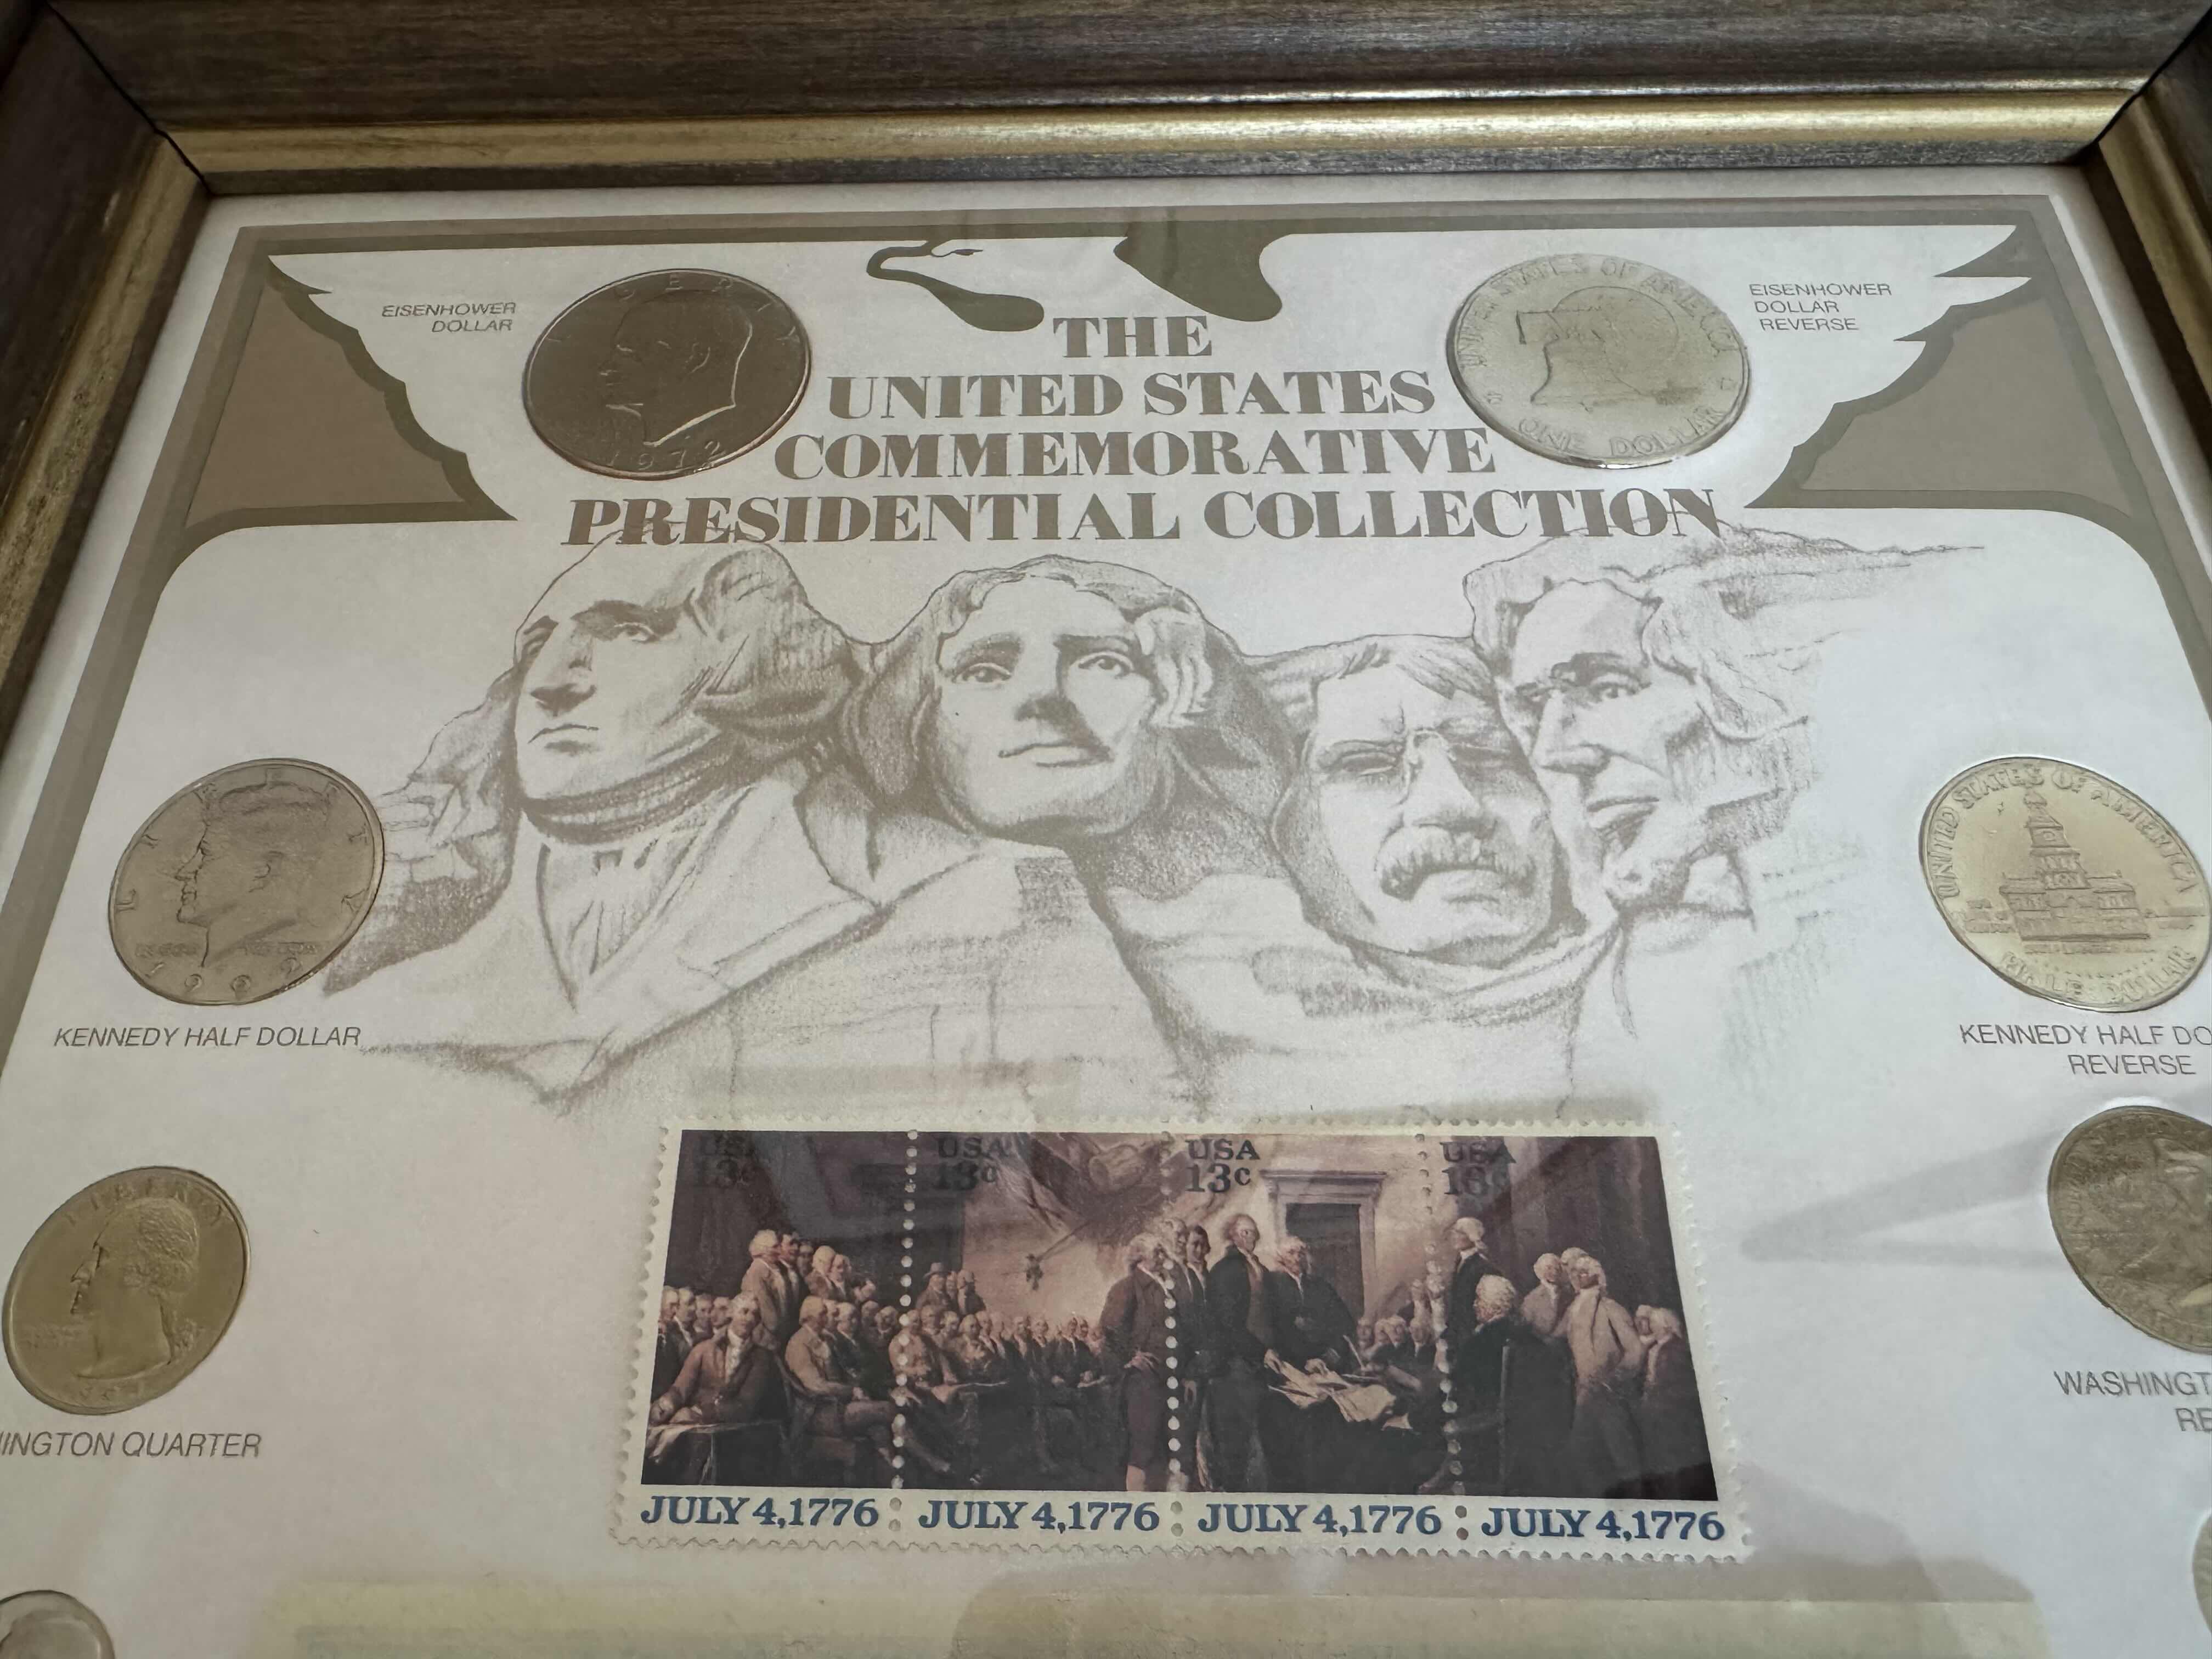 EISENHOWER
DOLLAR
LIBERTY
1972
THE
UNITED STATES
COMMEMORATIVE
PRESIDENTIAL COLLECTION
UNITED STATES OF AMERICA
ONE DOLLAR
EISENHOWER
DOLLAR
REVERSE
LIBERTY
KENNEDY HALF DOLLAR
UNITED STATES OF AMERICA
HALF DOLLAR
KENNEDY HALF DO
REVERSE
USA
13c
USA
13c
USA
13c
USA
JULY 4,1776
JULY 4,1776
JULY 4,1776
JULY 4,1776
LIBERTY
INGTON QUARTER
WASHINGT
RE